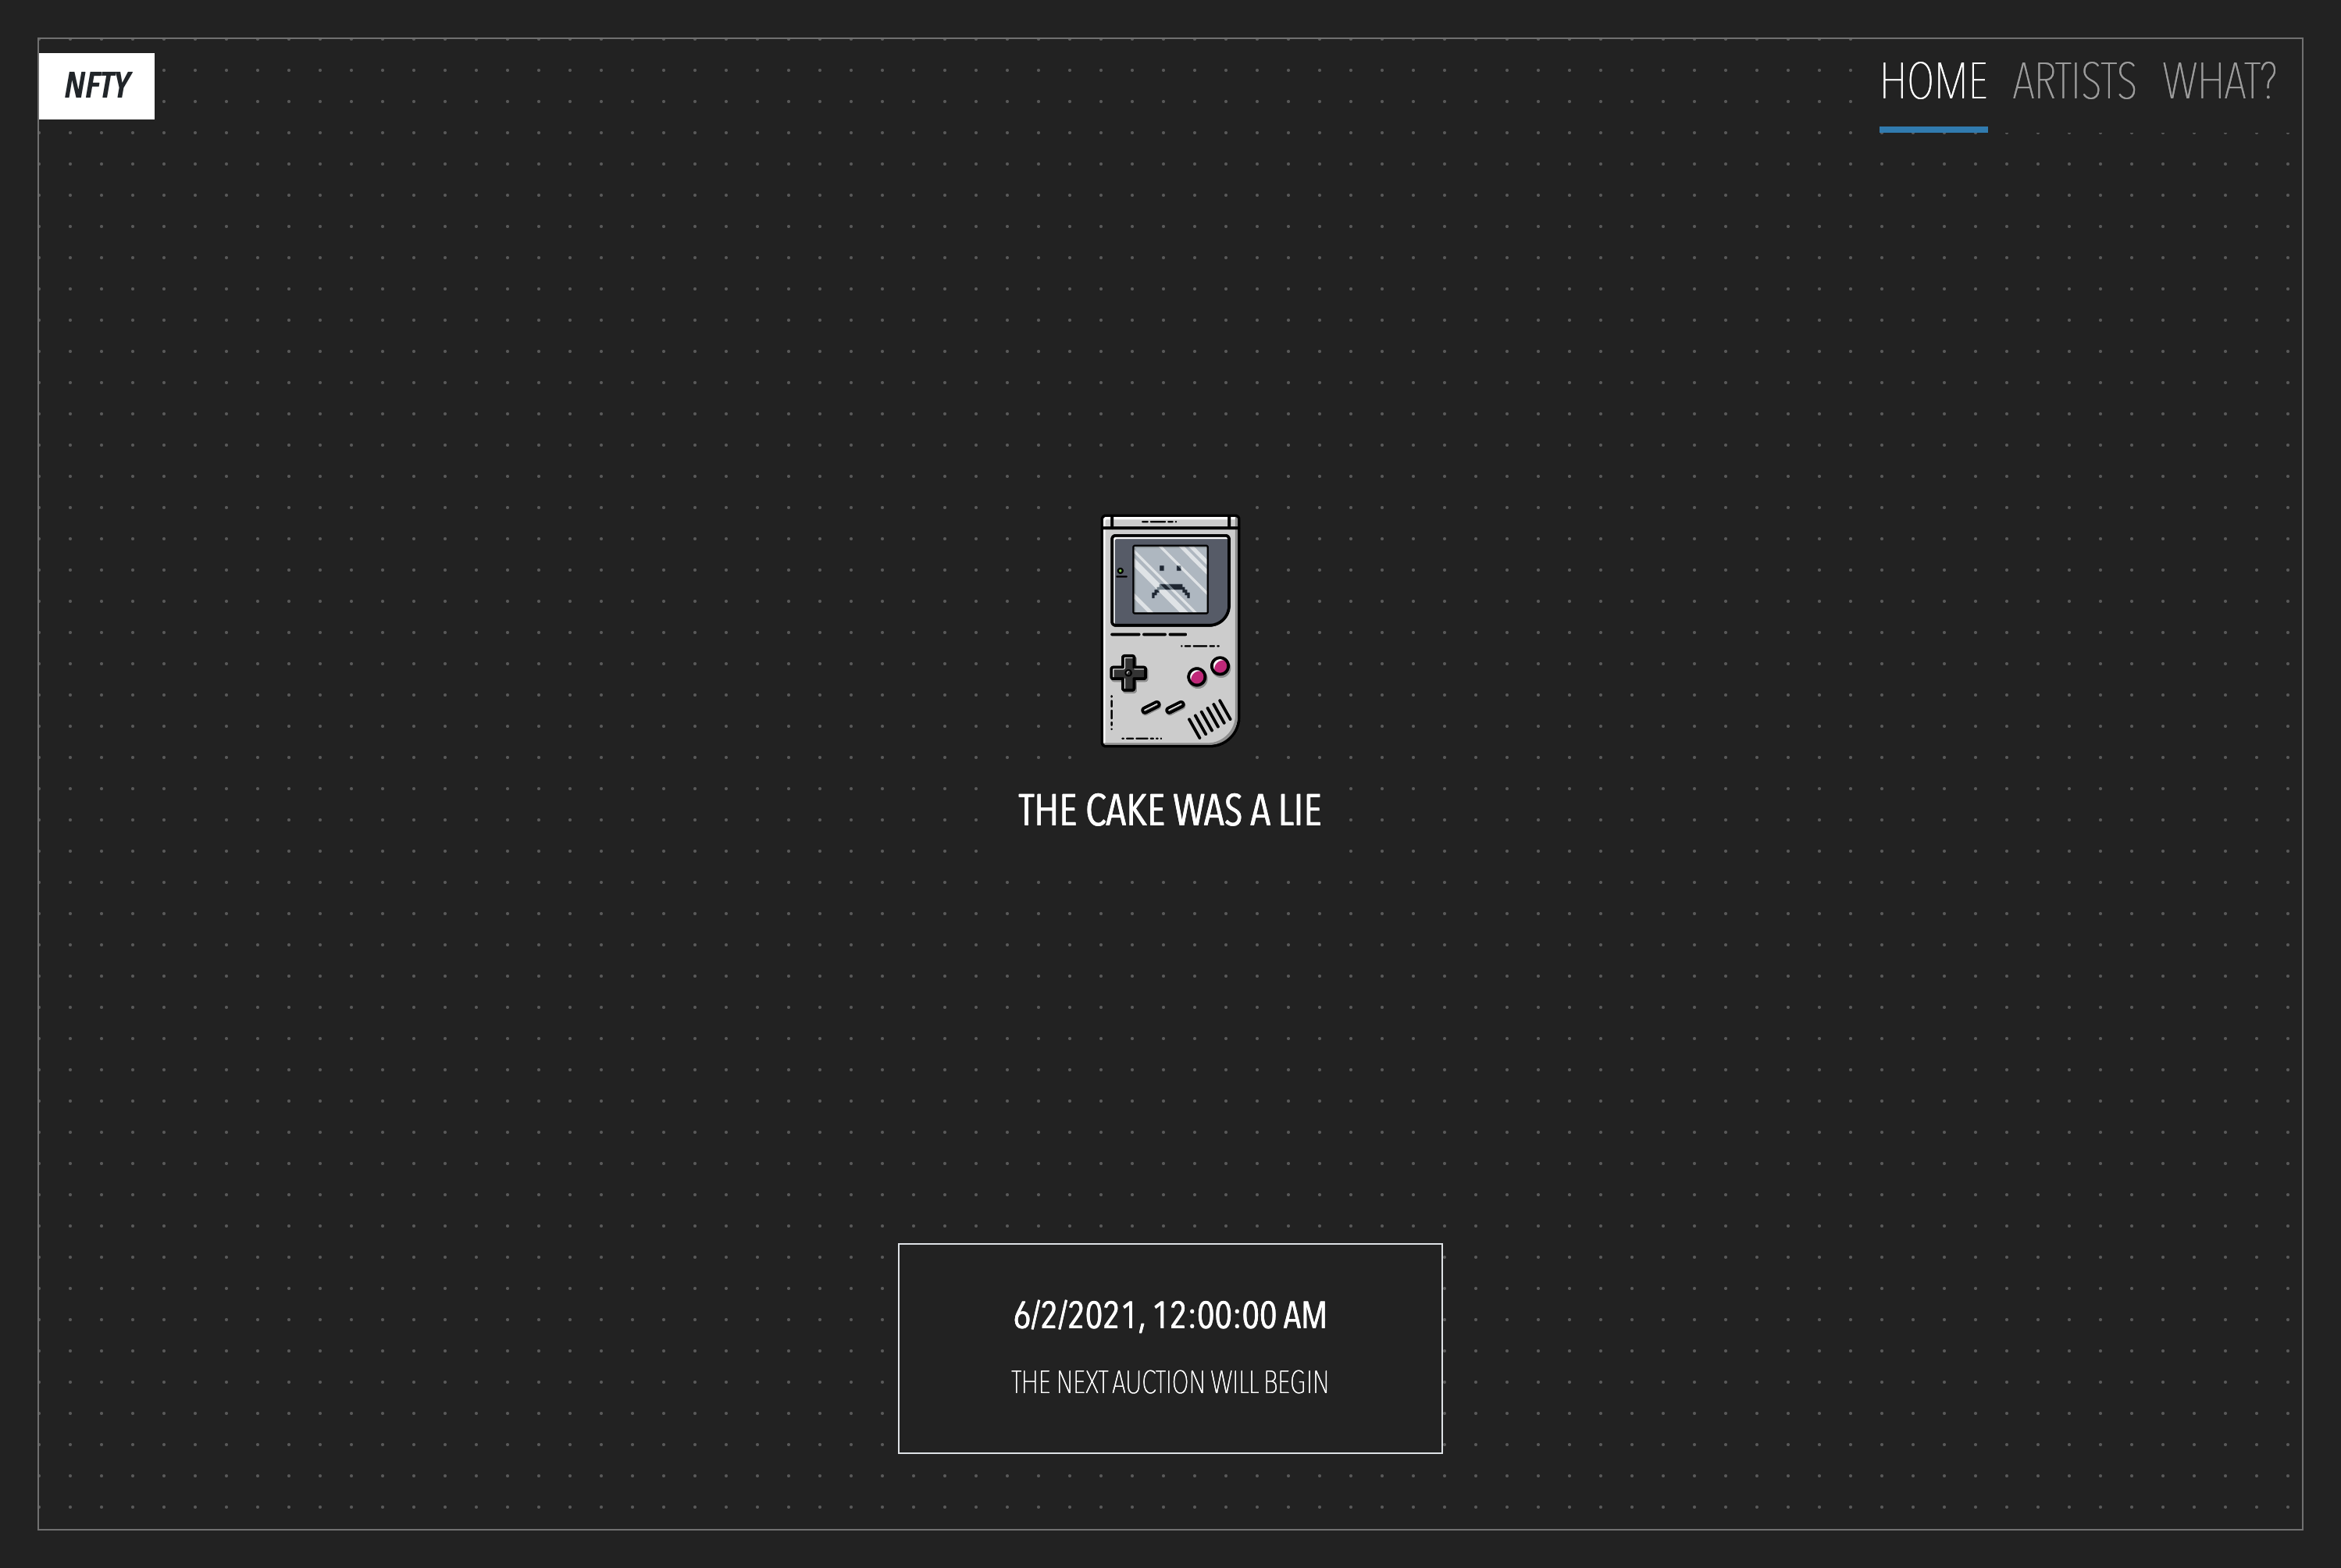 NFTY
HOME ARTISTS WHAT?
THE CAKE WAS A LIE
6/2/2021, 12:00:00 AM
THE NEXT AUCTION WILL BEGIN